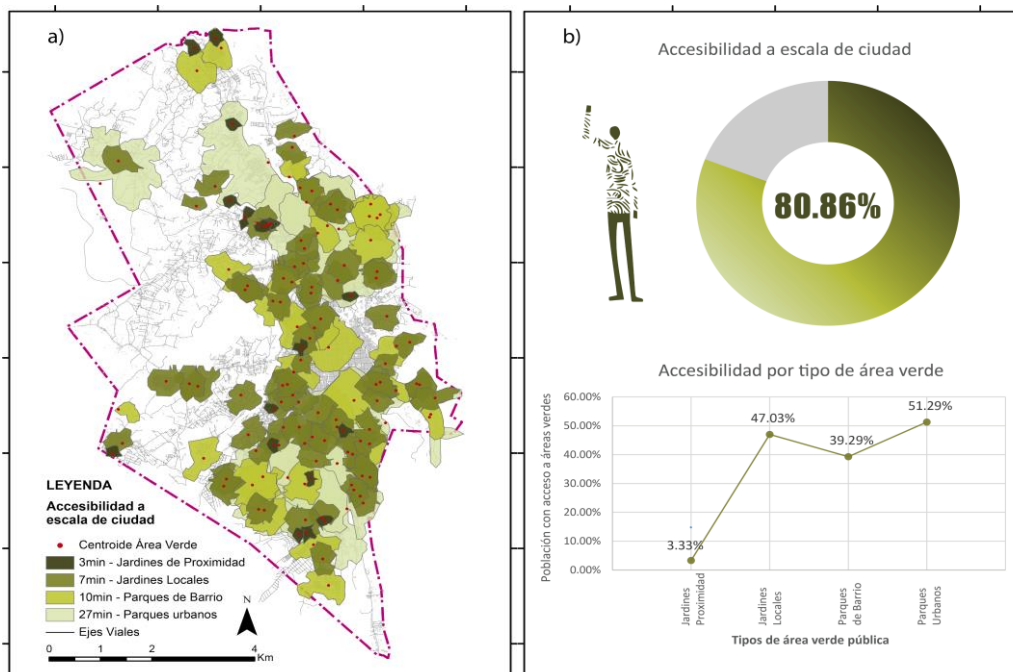 a)
LEYENDA
Accesibilidad a
escala de ciudad
Centroide Área Verde
3min - Jardines de Proximidad
7min - Jardines Locales
10min - Parques de Barrio
27min - Parques urbanos
Ejes Viales
N
0 1 2 4
Km
b)
Accesibilidad a escala de ciudad
80.86%
Accesibilidad por tipo de área verde
Población con acceso a áreas verdes
60.00%
50.00%
40.00%
30.00%
20.00%
10.00%
0.00%
3.33%
47.03%
39.29%
51.29%
Jardines
Proximidad
Jardines
Locales
Parques
de Barrio
Parques
Urbanos
Tipos de área verde pública